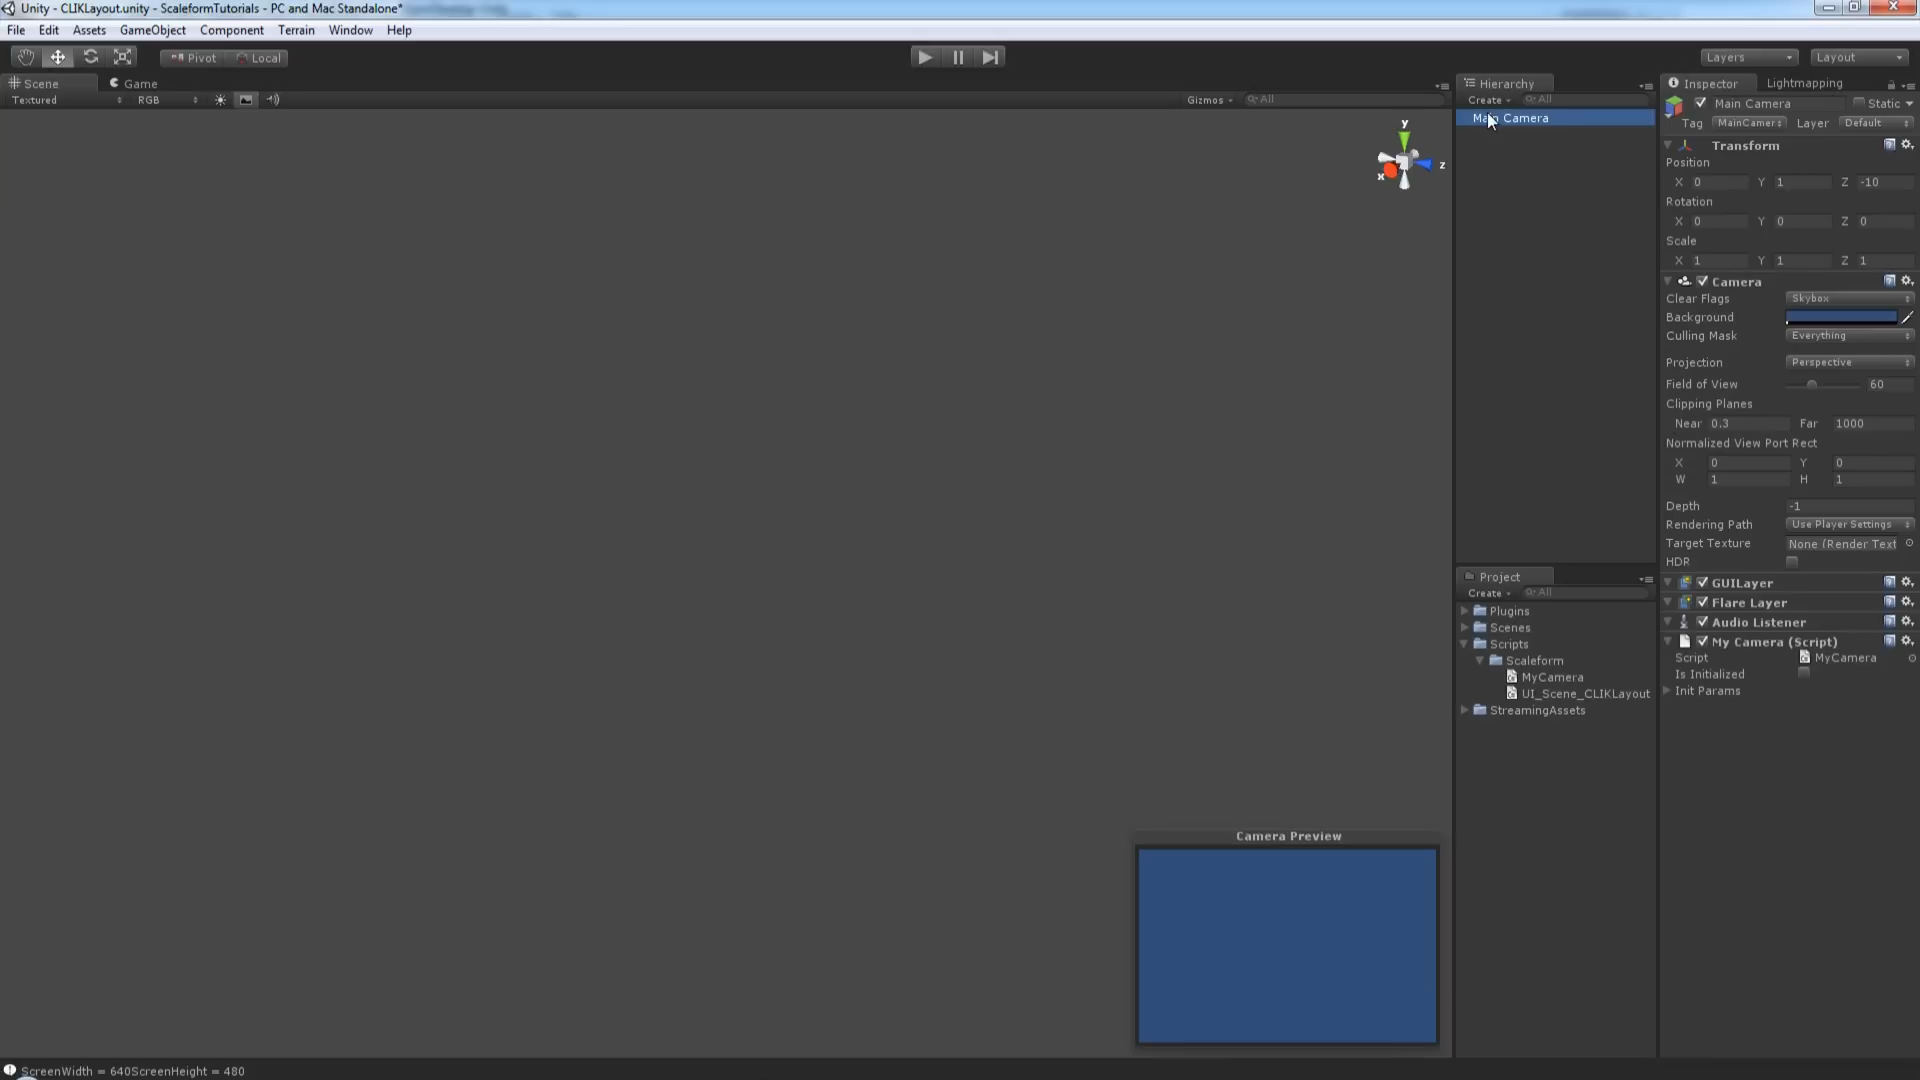 Unity - CLIKLayout.unity - ScaleformTutorials - PC and Mac Standalone*
File Edit Assets GameObject Component Terrain Window Help
Pivot Local Layers Layout
Scene Game
Textured RGB Gizmos All
Hierarchy
Create All
Main Camera
Inspector Lightmapping
Main Camera Static
Tag MainCamer Layer Default
Transform
Position
X 0 Y 1 Z -10
Rotation
X 0 Y 0 Z 0
Scale
X 1 Y 1 Z 1
Camera
Clear Flags Skybox
Background
Culling Mask Everything
Projection Perspective
Field of View 60
Clipping Planes
Near 0.3 Far 1000
Normalized View Port Rect
X 0 Y 0
W 1 H 1
Depth -1
Rendering Path Use Player Settings
Target Texture None (Render Text
HDR
GUILayer
Flare Layer
Audio Listener
My Camera (Script)
Script MyCamera
Is Initialized
Init Params
Project
Create All
Plugins
Scenes
Scripts
Scaleform
MyCamera
UI_Scene_CLIKLayout
StreamingAssets
y
x
z
Camera Preview
ScreenWidth = 640ScreenHeight = 480